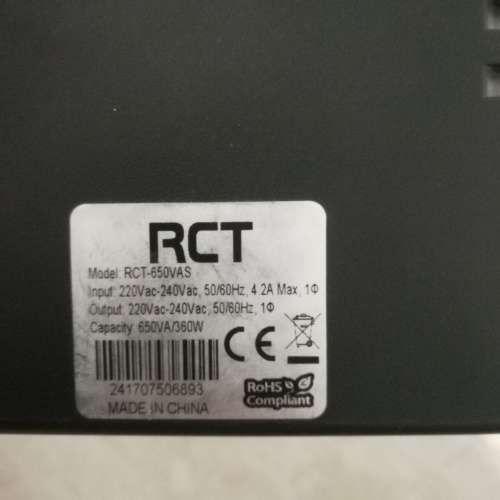 RCT
Model: RCT-650VAS
Input: 220Vac-240Vac, 50/60Hz, 4.2A Max, 1Φ
Output: 220Vac-240Vac, 50/60Hz, 1Φ
Capacity: 650VA/360W
CE
241707506893
MADE IN CHINA
RoHS
Compliant